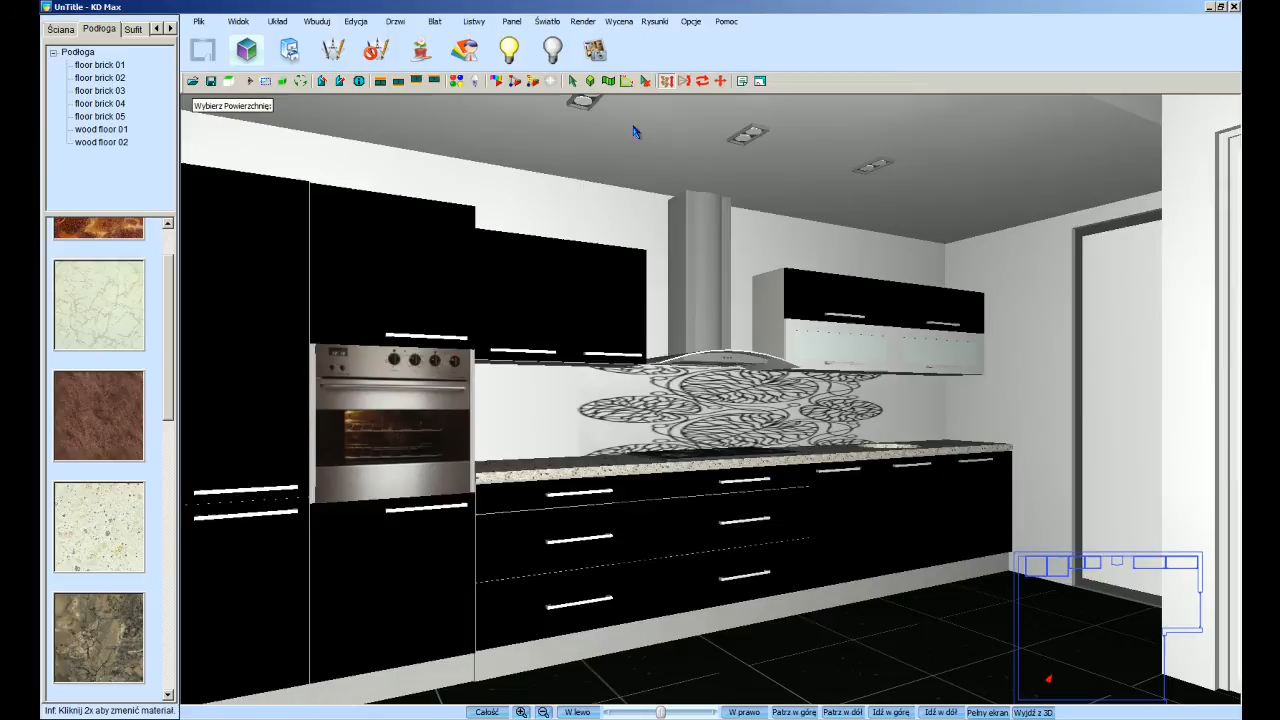 UnTitle - KD Max
Plik Widok Układ Wbuduj Edycja Drzwi Blat Listwy Panel Światło Render Wycena Rysunki Opcje Pomoc
Ściana Podłoga Sufit
Podłoga
floor brick 01
floor brick 02
floor brick 03
floor brick 04
floor brick 05
wood floor 01
wood floor 02
Wybierz Powierzchnię:
Inf. Kliknij 2x aby zmenić materiał.
Całość W lewo W prawo Patrz w górę Patrz w dół Idź w górę Idź w dół Pełny ekran Wyjdź z 3D